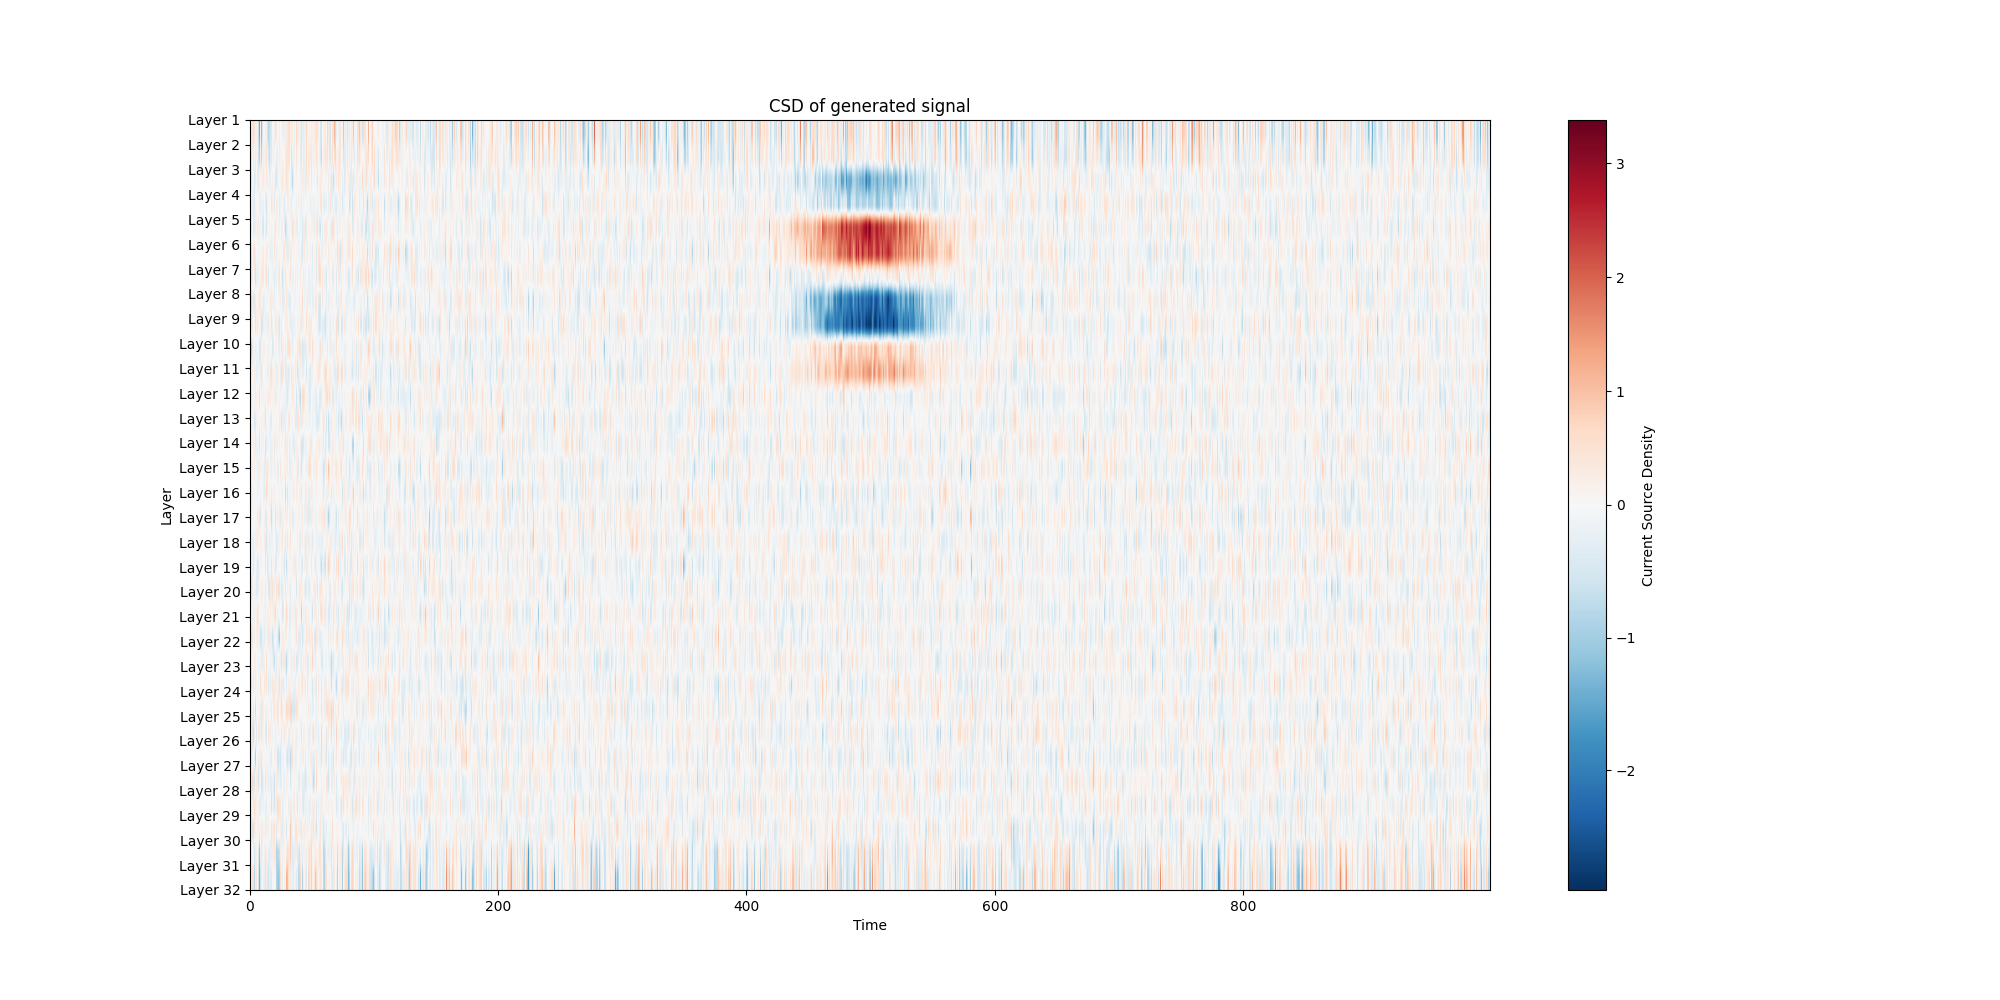 CSD of generated signal
Layer 1
Layer 2
Layer 3
Layer 4
Layer 5
Layer 6
Layer 7
Layer 8
Layer 9
Layer 10
Layer 11
Layer 12
Layer 13
Layer 14
Layer 15
Layer 16
Layer 17
Layer 18
Layer 19
Layer 20
Layer 21
Layer 22
Layer 23
Layer 24
Layer 25
Layer 26
Layer 27
Layer 28
Layer 29
Layer 30
Layer 31
Layer 32
Layer
0 200 400 600 800
Time
3
2
1
0
−1
−2
Current Source Density